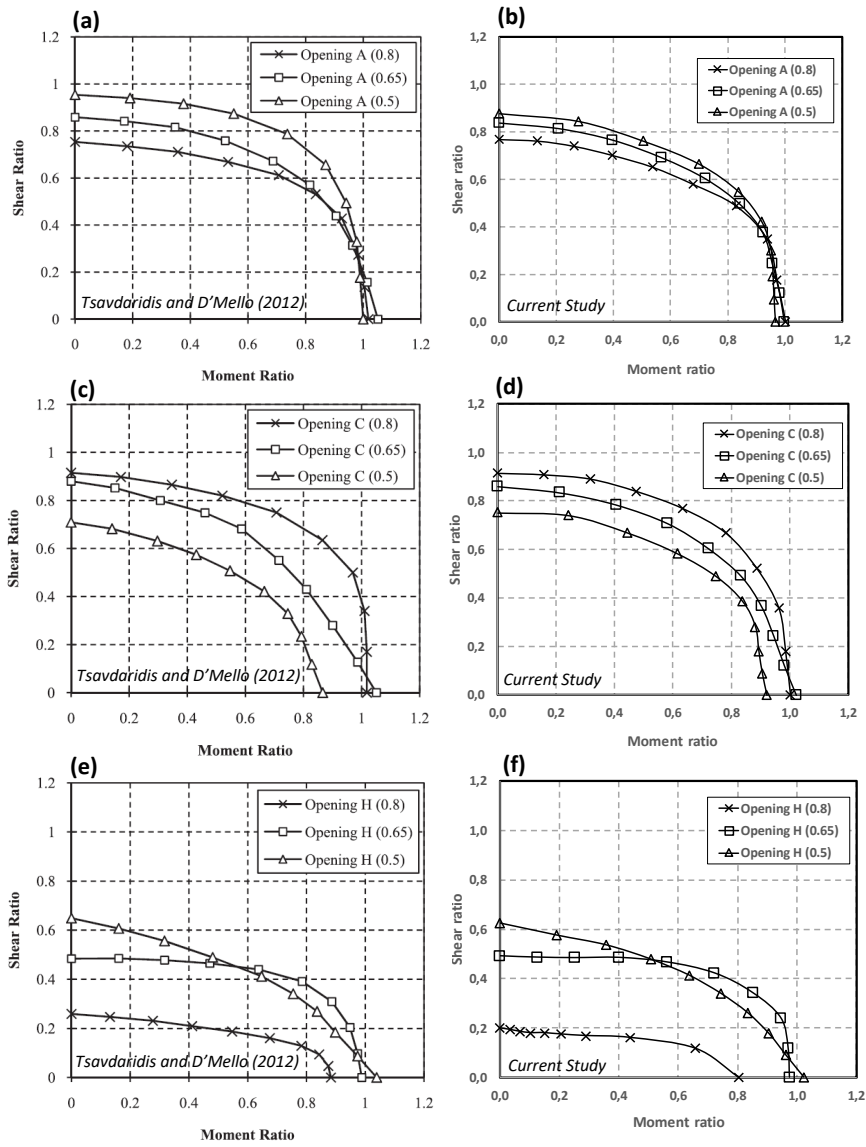 (a)
1.2
1
0.8
0.6
0.4
0.2
0
Shear Ratio
Opening A (0.8)
Opening A (0.65)
Opening A (0.5)
Tsavdaridis and D'Mello (2012)
0 0.2 0.4 0.6 0.8 1 1.2
Moment Ratio
(b)
1,2
1,0
0,8
0,6
0,4
0,2
0,0
Shear ratio
Opening A (0.8)
Opening A (0.65)
Opening A (0.5)
Current Study
0,0 0,2 0,4 0,6 0,8 1,0 1,2
Moment ratio
(c)
1.2
1
0.8
0.6
0.4
0.2
0
Shear Ratio
Opening C (0.8)
Opening C (0.65)
Opening C (0.5)
Tsavdaridis and D'Mello (2012)
0 0.2 0.4 0.6 0.8 1 1.2
Moment Ratio
(d)
1,2
1,0
0,8
0,6
0,4
0,2
0,0
Shear ratio
Opening C (0.8)
Opening C (0.65)
Opening C (0.5)
Current Study
0,0 0,2 0,4 0,6 0,8 1,0 1,2
Moment ratio
(e)
1.2
1
0.8
0.6
0.4
0.2
0
Shear Ratio
Opening H (0.8)
Opening H (0.65)
Opening H (0.5)
Tsavdaridis and D'Mello (2012)
0 0.2 0.4 0.6 0.8 1 1.2
Moment Ratio
(f)
1,2
1,0
0,8
0,6
0,4
0,2
0,0
Shear ratio
Opening H (0.8)
Opening H (0.65)
Opening H (0.5)
Current Study
0,0 0,2 0,4 0,6 0,8 1,0 1,2
Moment ratio